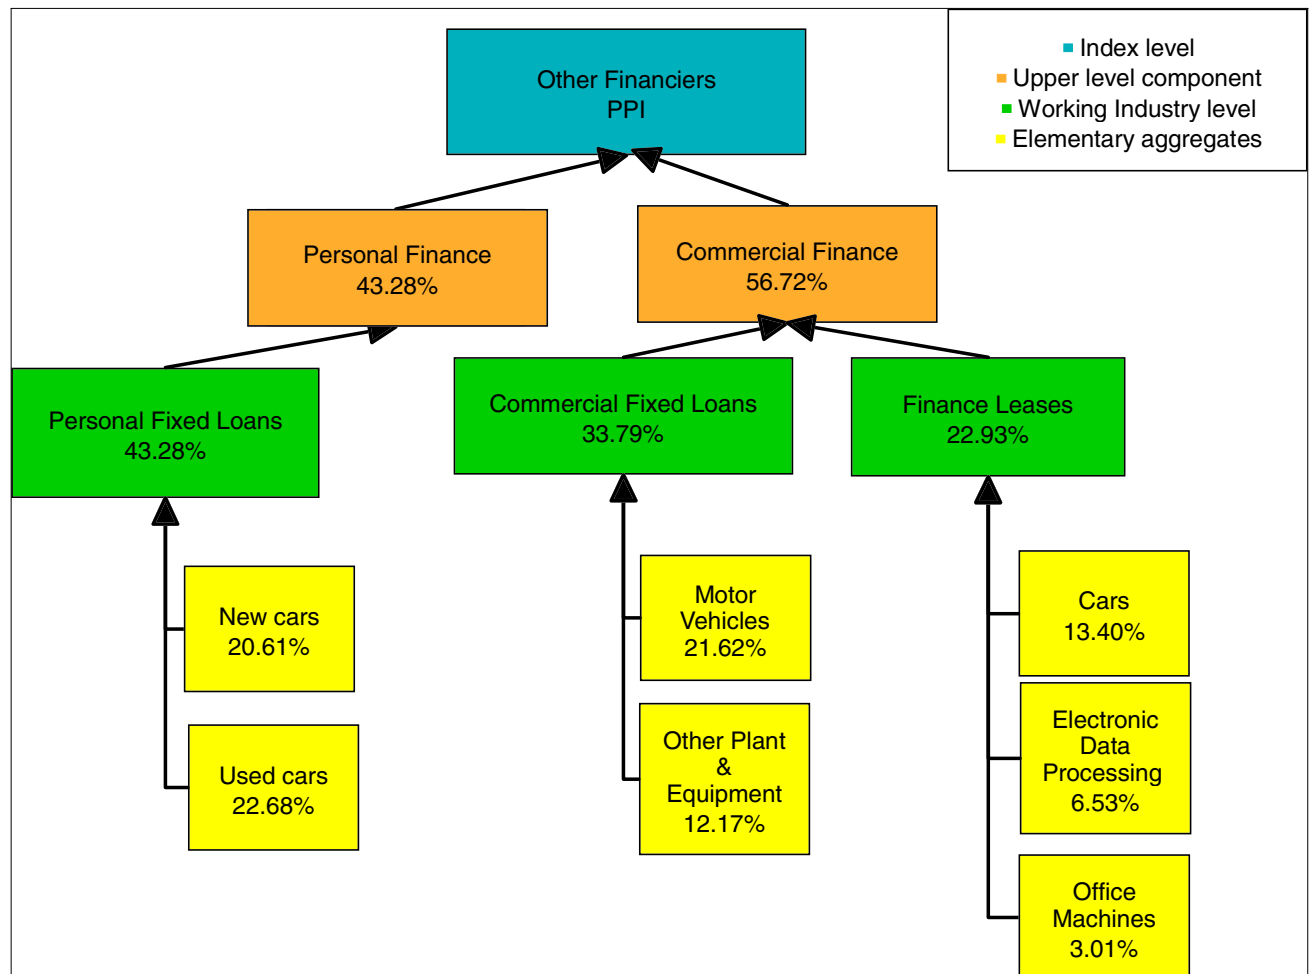 Index level
Upper level component
Working Industry level
Elementary aggregates
Other Financiers
PPI
Personal Finance
43.28%
Commercial Finance
56.72%
Personal Fixed Loans
43.28%
Commercial Fixed Loans
33.79%
Finance Leases
22.93%
New cars
20.61%
Used cars
22.68%
Motor
Vehicles
21.62%
Other Plant
&
Equipment
12.17%
Cars
13.40%
Electronic
Data
Processing
6.53%
Office
Machines
3.01%